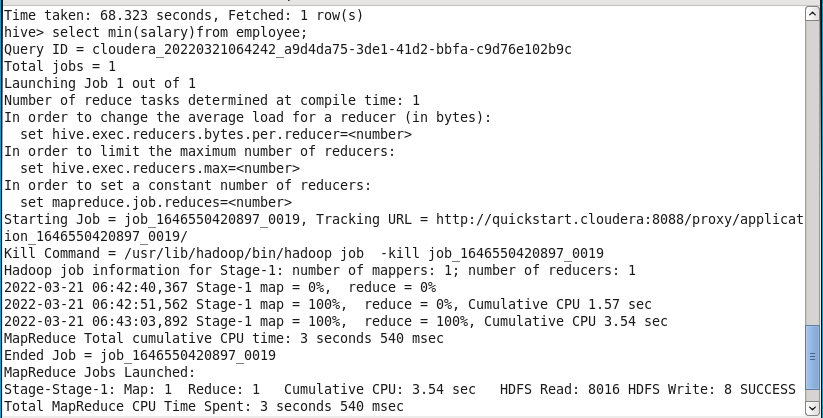 Time taken: 68.323 seconds, Fetched: 1 row(s)
hive> select min(salary)from employee;
Query ID = cloudera_20220321064242_a9d4da75-3de1-41d2-bbfa-c9d76e102b9c
Total jobs = 1
Launching Job 1 out of 1
Number of reduce tasks determined at compile time: 1
In order to change the average load for a reducer (in bytes):
  set hive.exec.reducers.bytes.per.reducer=<number>
In order to limit the maximum number of reducers:
  set hive.exec.reducers.max=<number>
In order to set a constant number of reducers:
  set mapreduce.job.reduces=<number>
Starting Job = job_1646550420897_0019, Tracking URL = http://quickstart.cloudera:8088/proxy/applicat
ion_1646550420897_0019/
Kill Command = /usr/lib/hadoop/bin/hadoop job  -kill job_1646550420897_0019
Hadoop job information for Stage-1: number of mappers: 1; number of reducers: 1
2022-03-21 06:42:40,367 Stage-1 map = 0%,  reduce = 0%
2022-03-21 06:42:51,562 Stage-1 map = 100%,  reduce = 0%, Cumulative CPU 1.57 sec
2022-03-21 06:43:03,892 Stage-1 map = 100%,  reduce = 100%, Cumulative CPU 3.54 sec
MapReduce Total cumulative CPU time: 3 seconds 540 msec
Ended Job = job_1646550420897_0019
MapReduce Jobs Launched:
Stage-Stage-1: Map: 1  Reduce: 1   Cumulative CPU: 3.54 sec   HDFS Read: 8016 HDFS Write: 8 SUCCESS
Total MapReduce CPU Time Spent: 3 seconds 540 msec